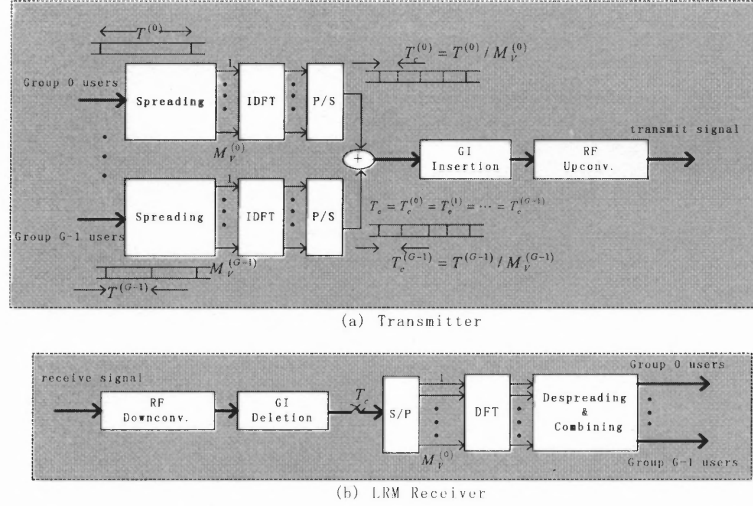 T^{(0)}
T_c^{(0)} = T^{(0)} / M_V^{(0)}
Group 0 users
Spreading
1
IDFT
P/S
M_V^{(0)}
transmit signal
+
GI Insertion
RF Upconv.
1
Spreading
IDFT
P/S
T_c = T_c^{(0)} = T_c^{(1)} = ⋯ = T_c^{(G-1)}
Group G-1 users
M_V^{(G-1)}
T_c^{(G-1)} = T^{(G-1)} / M_V^{(G-1)}
T^{(G-1)}
(a) Transmitter
Group 0 users
receive signal
RF Downconv.
GI Deletion
T_c
S/P
1
DFT
Despreading & Combining
M_V^{(0)}
Group G-1 users
(b) LRM Receiver